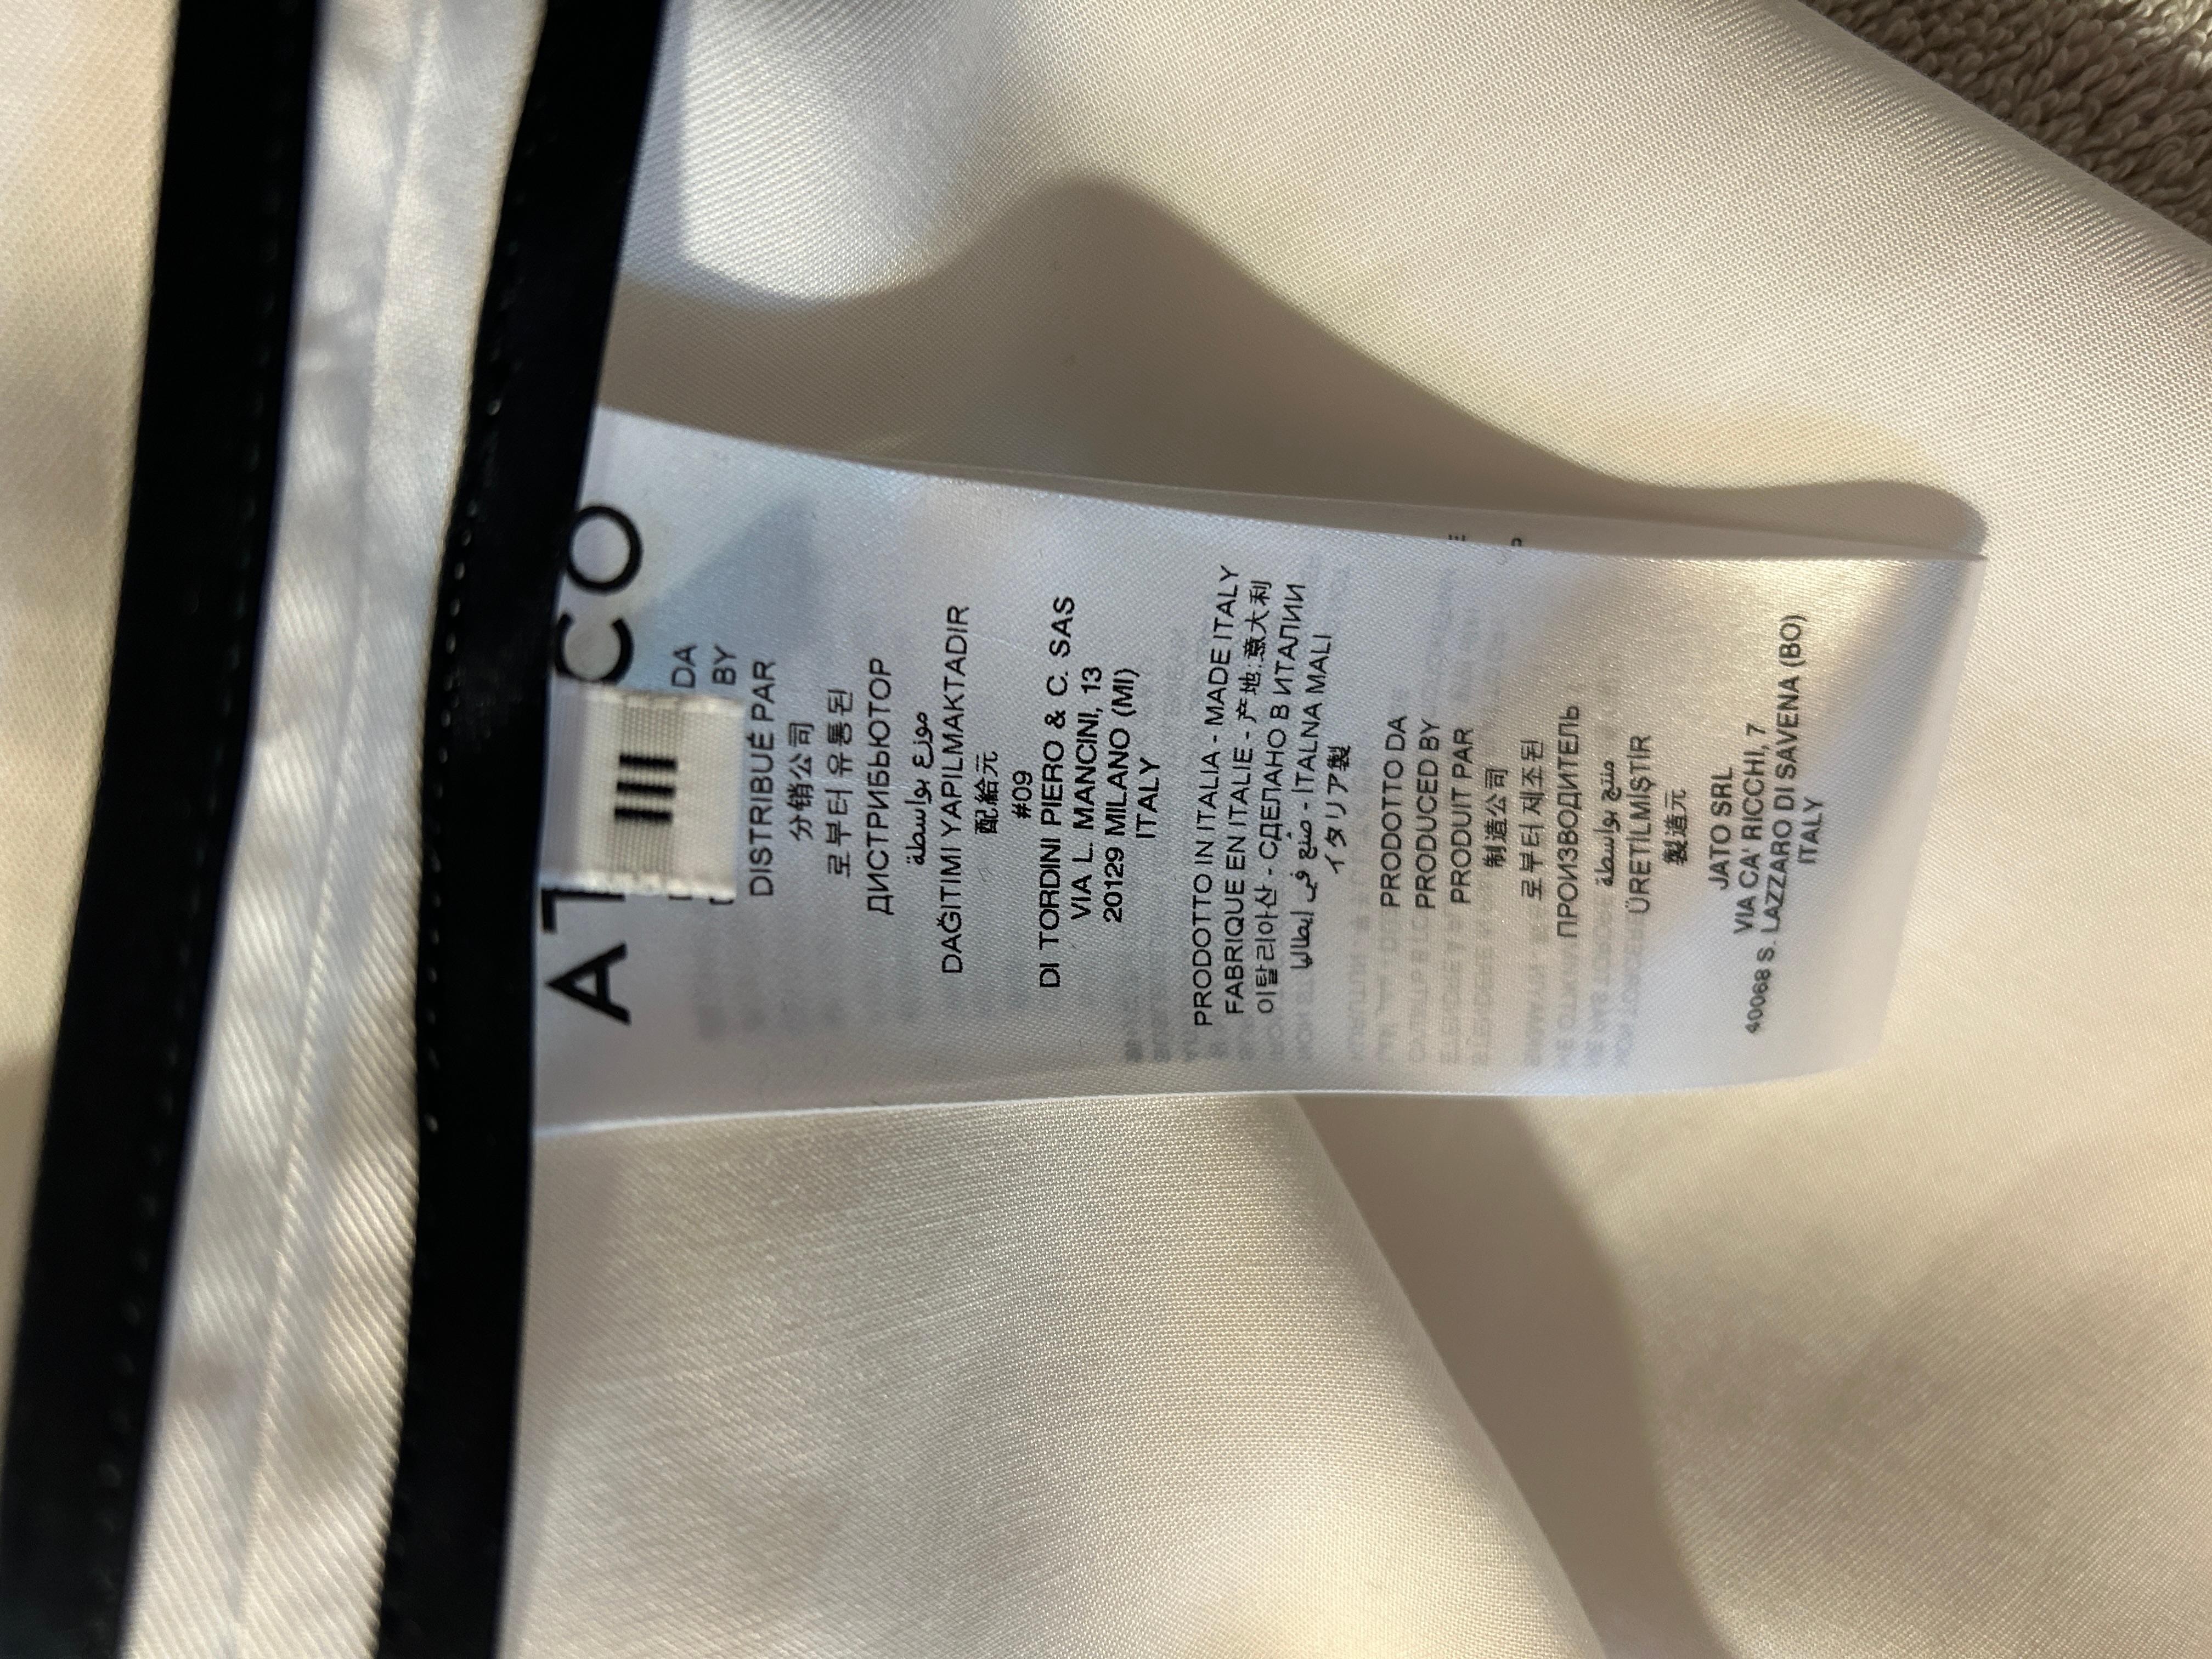 DA
BY
DISTRIBUÉ PAR
分销公司
로부터 유통된
ДИСТРИБЬЮТОР
موزع بواسطة
DAĞITIMI YAPILMAKTADIR
配給元
#09
DI TORDINI PIERO & C. SAS
VIA L. MANCINI, 13
20129 MILANO (MI)
ITALY
PRODOTTO IN ITALIA - MADE ITALY
FABRIQUE EN ITALIE - 产地:意大利
이탈리아산 - СДЕЛАНО В ИТАЛИИ
صنع في إيطاليا - ITALNA MALI
イタリア製
PRODOTTO DA
PRODUCED BY
PRODUIT PAR
制造公司
로부터 제조된
ПРОИЗВОДИТЕЛЬ
منتج بواسطة
ÜRETİLMİŞTİR
製造元
JATO SRL
VIA CA' RICCHI, 7
40068 S. LAZZARO DI SAVENA (BO)
ITALY